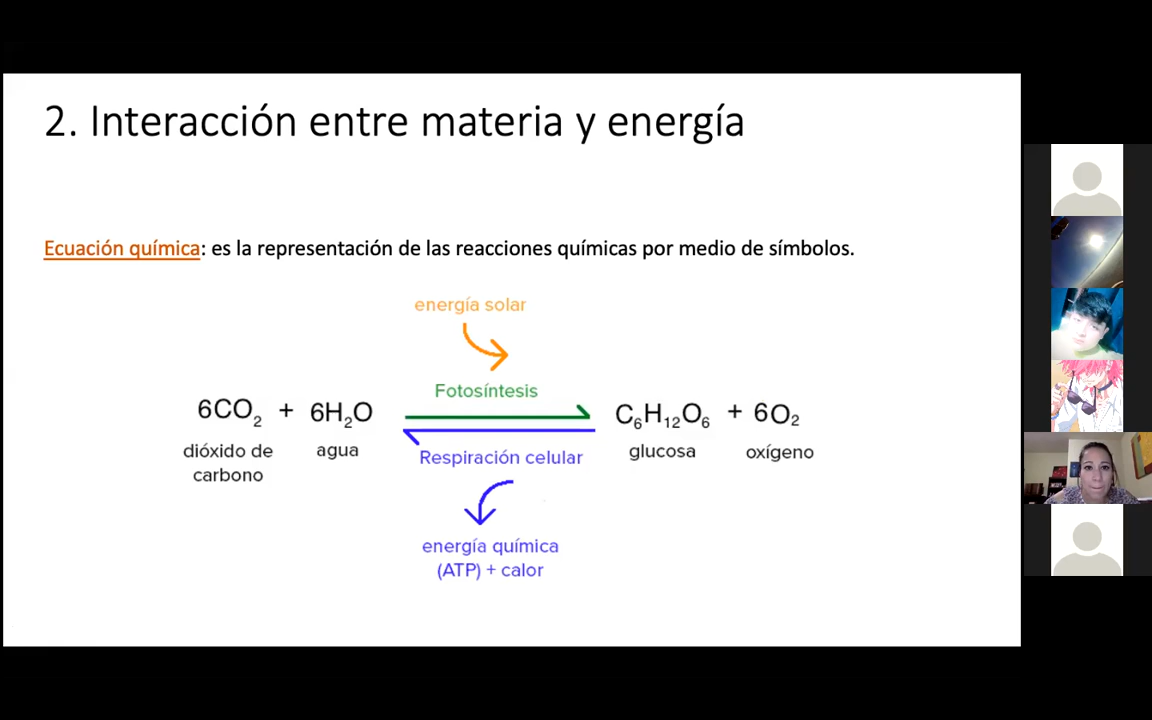 2. Interacción entre materia y energía
Ecuación química: es la representación de las reacciones químicas por medio de símbolos.
energía solar
Fotosíntesis
6CO₂ + 6H₂O C₆H₁₂O₆ + 6O₂
dióxido de carbono
agua
glucosa
oxígeno
Respiración celular
energía química
(ATP) + calor